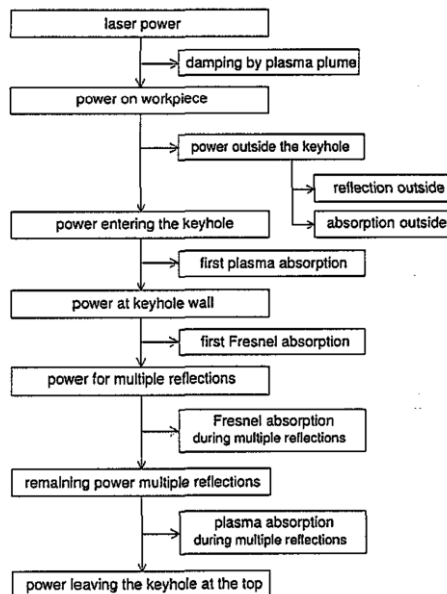 laser power
damping by plasma plume
power on workpiece
power outside the keyhole
reflection outside
absorption outside
power entering the keyhole
first plasma absorption
power at keyhole wall
first Fresnel absorption
power for multiple reflections
Fresnel absorption
during multiple reflections
remaining power multiple reflections
plasma absorption
during multiple reflections
power leaving the keyhole at the top